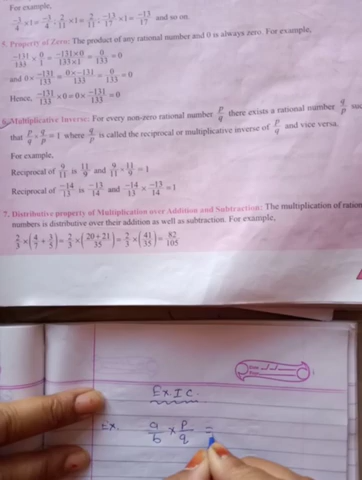 For example,
-3/4 × 1 = -3/4, 2/11 × 1 = 2/11, -13/17 × 1 = -13/17 and so on.
5. Property of Zero: The product of any rational number and 0 is always zero. For example,
-131/133 × 0/1 = -131×0/133×1 = 0/133 = 0
and 0× -131/133 = 0×-131/133 = 0/133 = 0
Hence, -131/133 × 0 = 0 × -131/133 = 0
6. Multiplicative Inverse: For every non-zero rational number p/q there exists a rational number q/p suc
that p/q × q/p = 1 where q/p is called the reciprocal or multiplicative inverse of p/q and vice versa.
For example,
Reciprocal of 9/11 is 11/9 and 9/11 × 11/9 = 1
Reciprocal of -14/13 is -13/14 and -14/13 × -13/14 = 1
7. Distributive property of Multiplication over Addition and Subtraction: The multiplication of ration
numbers is distributive over their addition as well as subtraction. For example,
2/3 × (4/7 + 3/5) = 2/3 × (20+21/35) = 2/3 × (41/35) = 82/105
Ex 1C.
Ex. a/b × p/q =